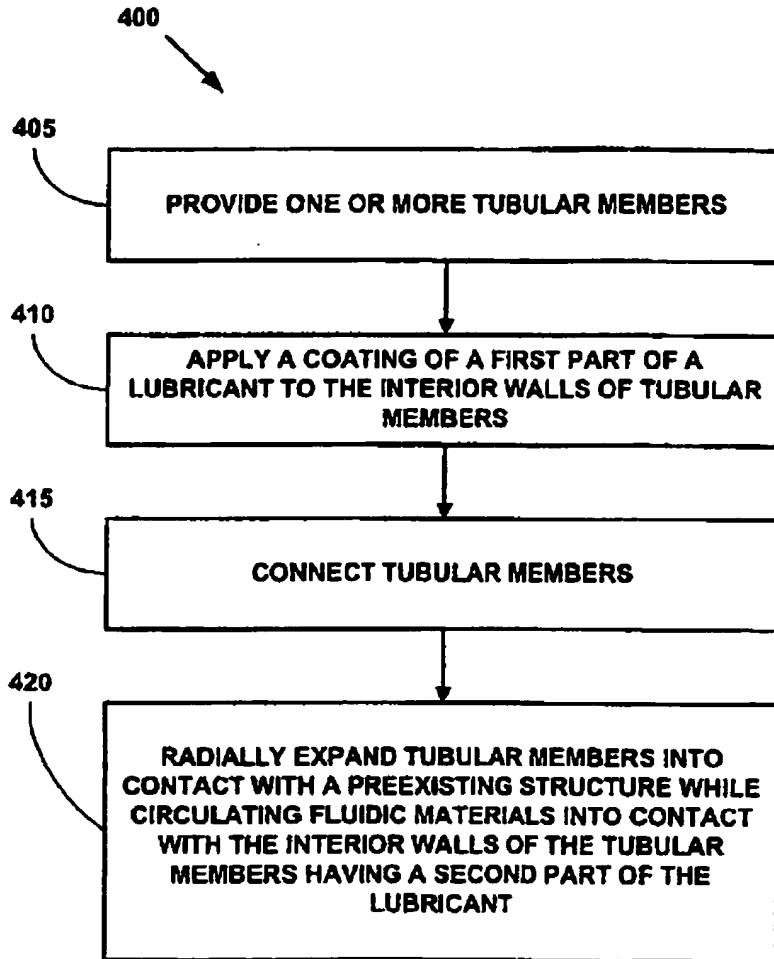 400
405
PROVIDE ONE OR MORE TUBULAR MEMBERS
410
APPLY A COATING OF A FIRST PART OF A
LUBRICANT TO THE INTERIOR WALLS OF TUBULAR
MEMBERS
415
CONNECT TUBULAR MEMBERS
420
RADIALLY EXPAND TUBULAR MEMBERS INTO
CONTACT WITH A PREEXISTING STRUCTURE WHILE
CIRCULATING FLUIDIC MATERIALS INTO CONTACT
WITH THE INTERIOR WALLS OF THE TUBULAR
MEMBERS HAVING A SECOND PART OF THE
LUBRICANT